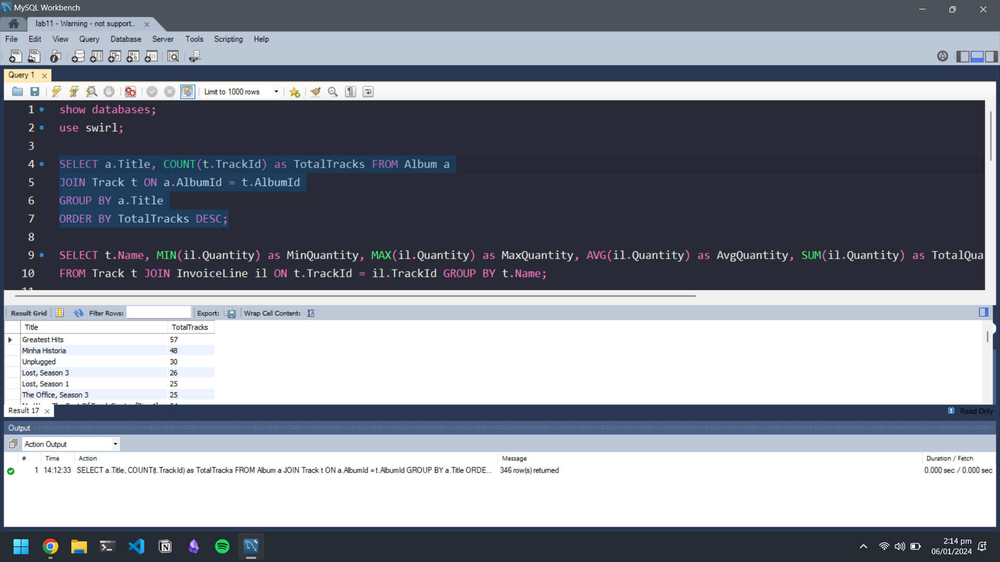 MySQL Workbench
lab11 - Warning - not support...
File Edit View Query Database Server Tools Scripting Help
Query 1
Limit to 1000 rows
1 show databases;
2 use swirl;
3
4 SELECT a.Title, COUNT(t.TrackId) as TotalTracks FROM Album a
5 JOIN Track t ON a.AlbumId = t.AlbumId
6 GROUP BY a.Title
7 ORDER BY TotalTracks DESC;
8
9 SELECT t.Name, MIN(il.Quantity) as MinQuantity, MAX(il.Quantity) as MaxQuantity, AVG(il.Quantity) as AvgQuantity, SUM(il.Quantity) as TotalQua
10 FROM Track t JOIN InvoiceLine il ON t.TrackId = il.TrackId GROUP BY t.Name;
11
Result Grid Filter Rows: Export: Wrap Cell Content:
Title TotalTracks
Greatest Hits 57
Minha Historia 48
Unplugged 30
Lost, Season 3 26
Lost, Season 1 25
The Office, Season 3 25
Result 17
Read Only
Output
Action Output
# Time Action Message Duration / Fetch
1 14:12:33 SELECT a.Title, COUNT(t.TrackId) as TotalTracks FROM Album a JOIN Track t ON a.AlbumId = t.AlbumId GROUP BY a.Title ORDE... 346 row(s) returned 0.000 sec / 0.000 sec
2:14 pm
06/01/2024